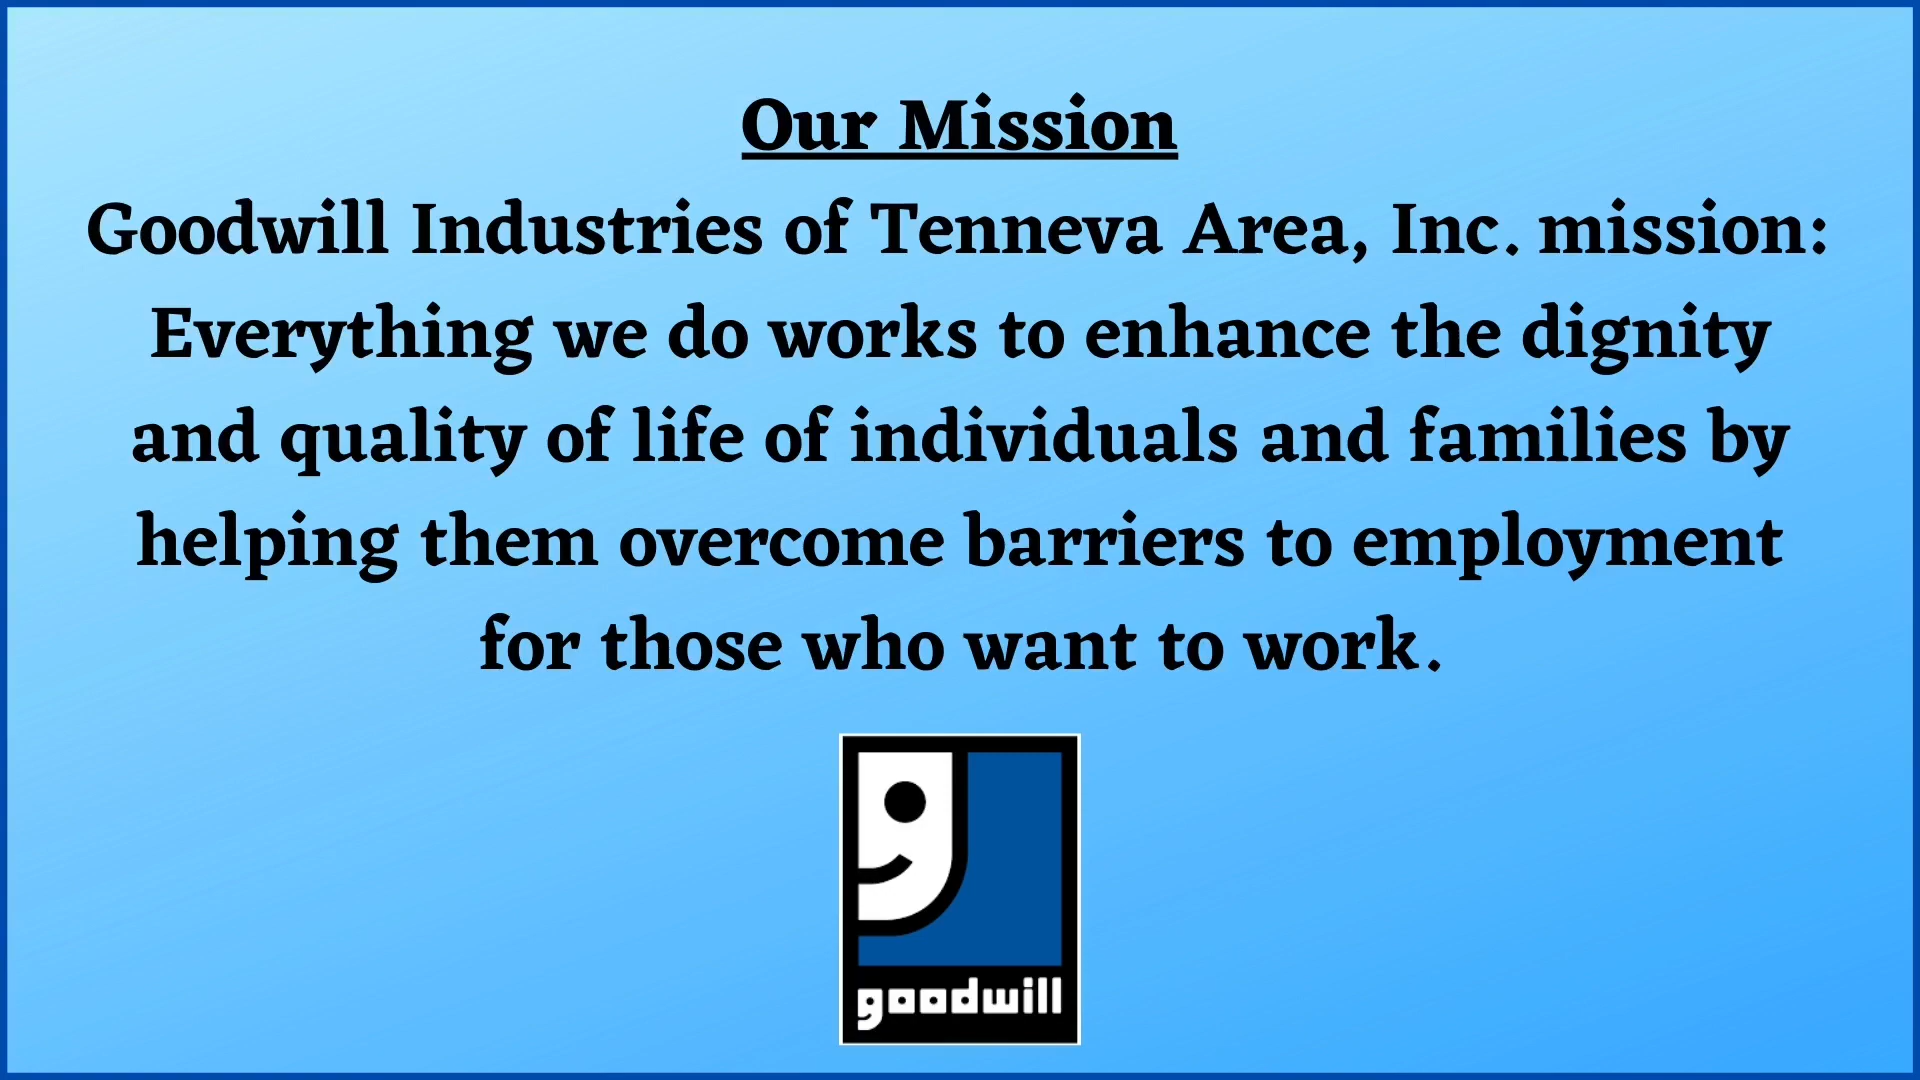 Our Mission
Goodwill Industries of Tenneva Area, Inc. mission:
Everything we do works to enhance the dignity
and quality of life of individuals and families by
helping them overcome barriers to employment
for those who want to work.
goodwill